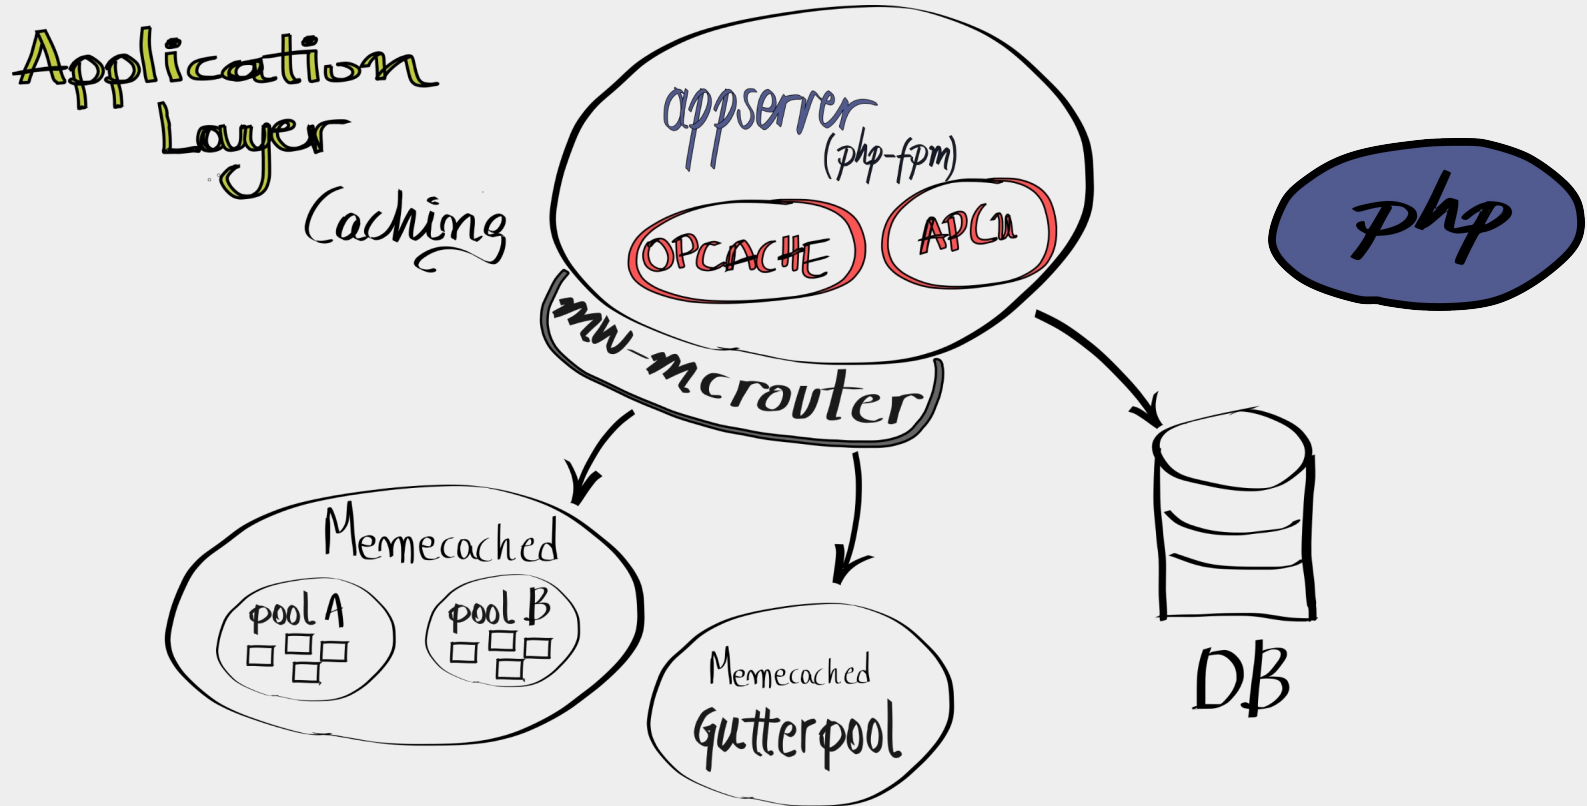 Application
Layer
Caching
appserver
(php-fpm)
OPCACHE
APCu
php
mw-mcrouter
Memecached
pool A
pool B
Memecached
Gutterpool
DB